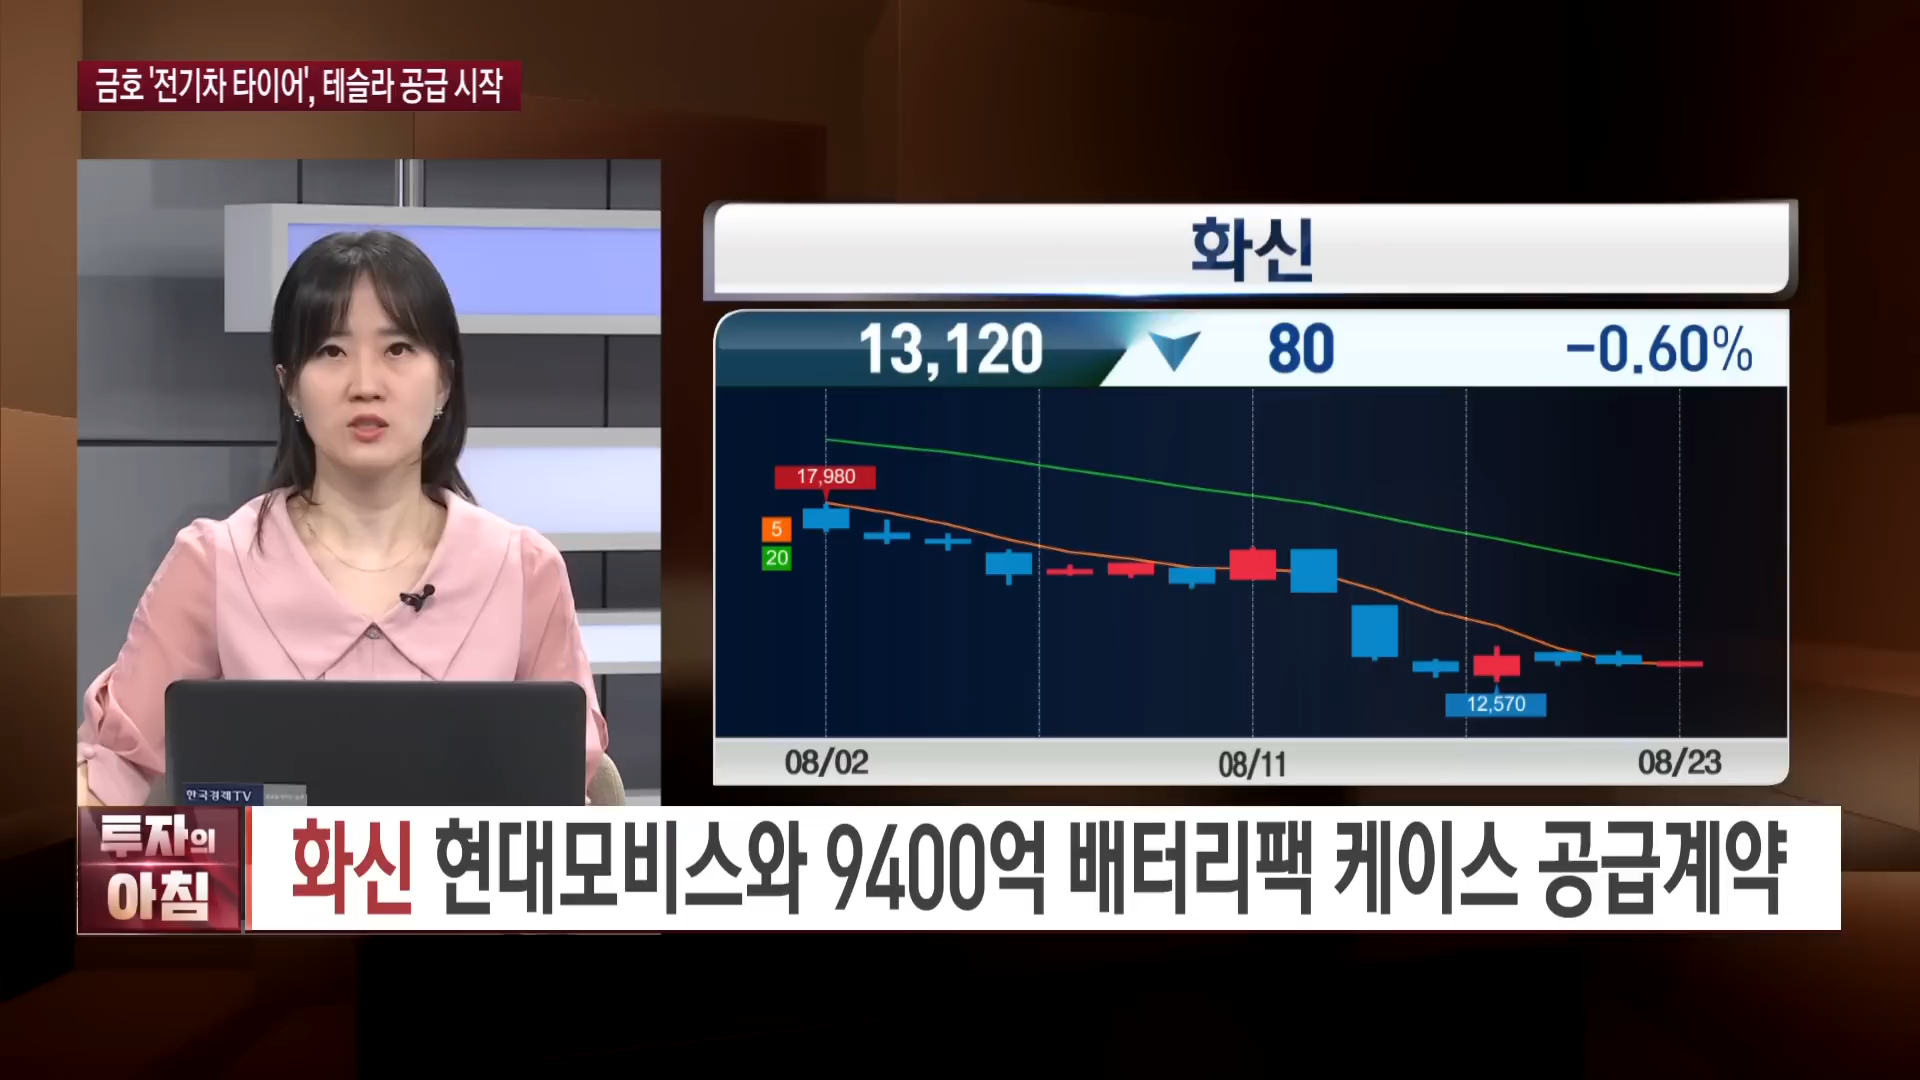 금호 '전기차 타이어', 테슬라 공급 시작
화신
13,120 ▼ 80 -0.60%
17,980
5
20
12,570
08/02 08/11 08/23
한국경제TV
투자의
아침
화신 현대모비스와 9400억 배터리팩 케이스 공급계약